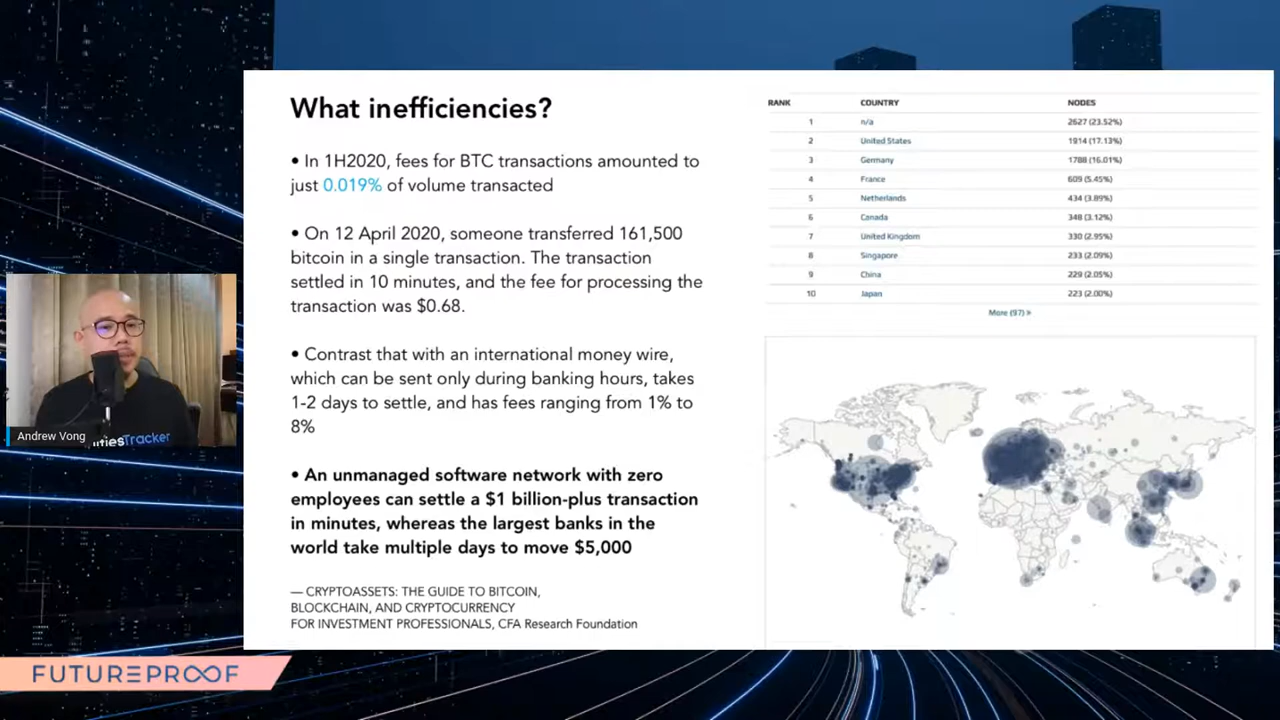 What inefficiencies?
• In 1H2020, fees for BTC transactions amounted to
just 0.019% of volume transacted
• On 12 April 2020, someone transferred 161,500
bitcoin in a single transaction. The transaction
settled in 10 minutes, and the fee for processing the
transaction was $0.68.
• Contrast that with an international money wire,
which can be sent only during banking hours, takes
1-2 days to settle, and has fees ranging from 1% to
8%
• An unmanaged software network with zero
employees can settle a $1 billion-plus transaction
in minutes, whereas the largest banks in the
world take multiple days to move $5,000
— CRYPTOASSETS: THE GUIDE TO BITCOIN,
BLOCKCHAIN, AND CRYPTOCURRENCY
FOR INVESTMENT PROFESSIONALS, CFA Research Foundation
RANK COUNTRY NODES
1 n/a 2627 (23.52%)
2 United States 1914 (17.13%)
3 Germany 1788 (16.01%)
4 France 609 (5.45%)
5 Netherlands 434 (3.89%)
6 Canada 348 (3.12%)
7 United Kingdom 330 (2.95%)
8 Singapore 233 (2.09%)
9 China 229 (2.05%)
10 Japan 223 (2.00%)
More (97) »
Andrew Vong
itiesTracker
FUTUREPROOF